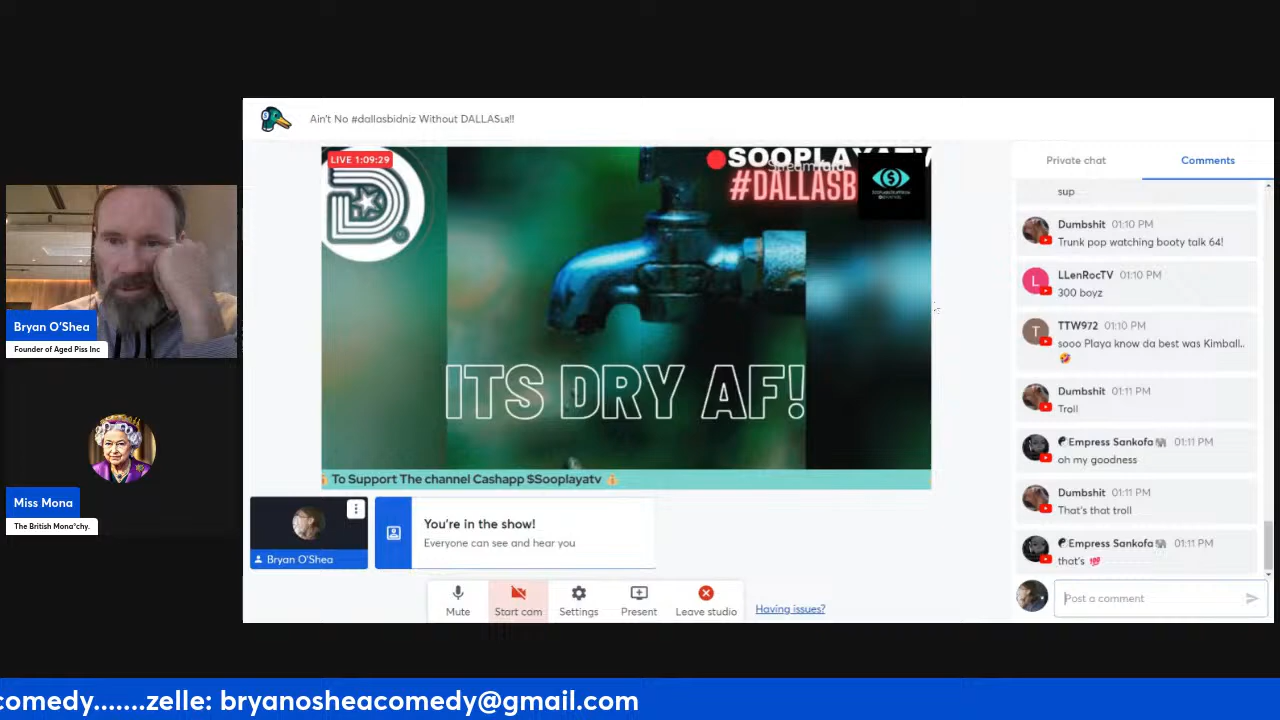 Ain't No #dallasbidniz Without DALLASLR!!
Private chat
Comments
LIVE 1:09:29
SOOPLAYATV
#DALLASB
ITS DRY AF!
To Support The channel Cashapp $Sooplayatv
Bryan O'Shea
Founder of Aged Piss Inc
Miss Mona
The British Mona*chy.
Bryan O'Shea
You're in the show!
Everyone can see and hear you
Mute
Start cam
Settings
Present
Leave studio
Having issues?
sup
Dumbshit 01:10 PM
Trunk pop watching booty talk 64!
L
LLenRocTV 01:10 PM
300 boyz
T
TTW972 01:10 PM
sooo Playa know da best was Kimball..
🤣
Dumbshit 01:11 PM
Troll
Empress Sankofa 01:11 PM
oh my goodness
Dumbshit 01:11 PM
That's that troll
Empress Sankofa 01:11 PM
that's 💯
Post a comment
comedy.......zelle: bryanosheacomedy@gmail.com